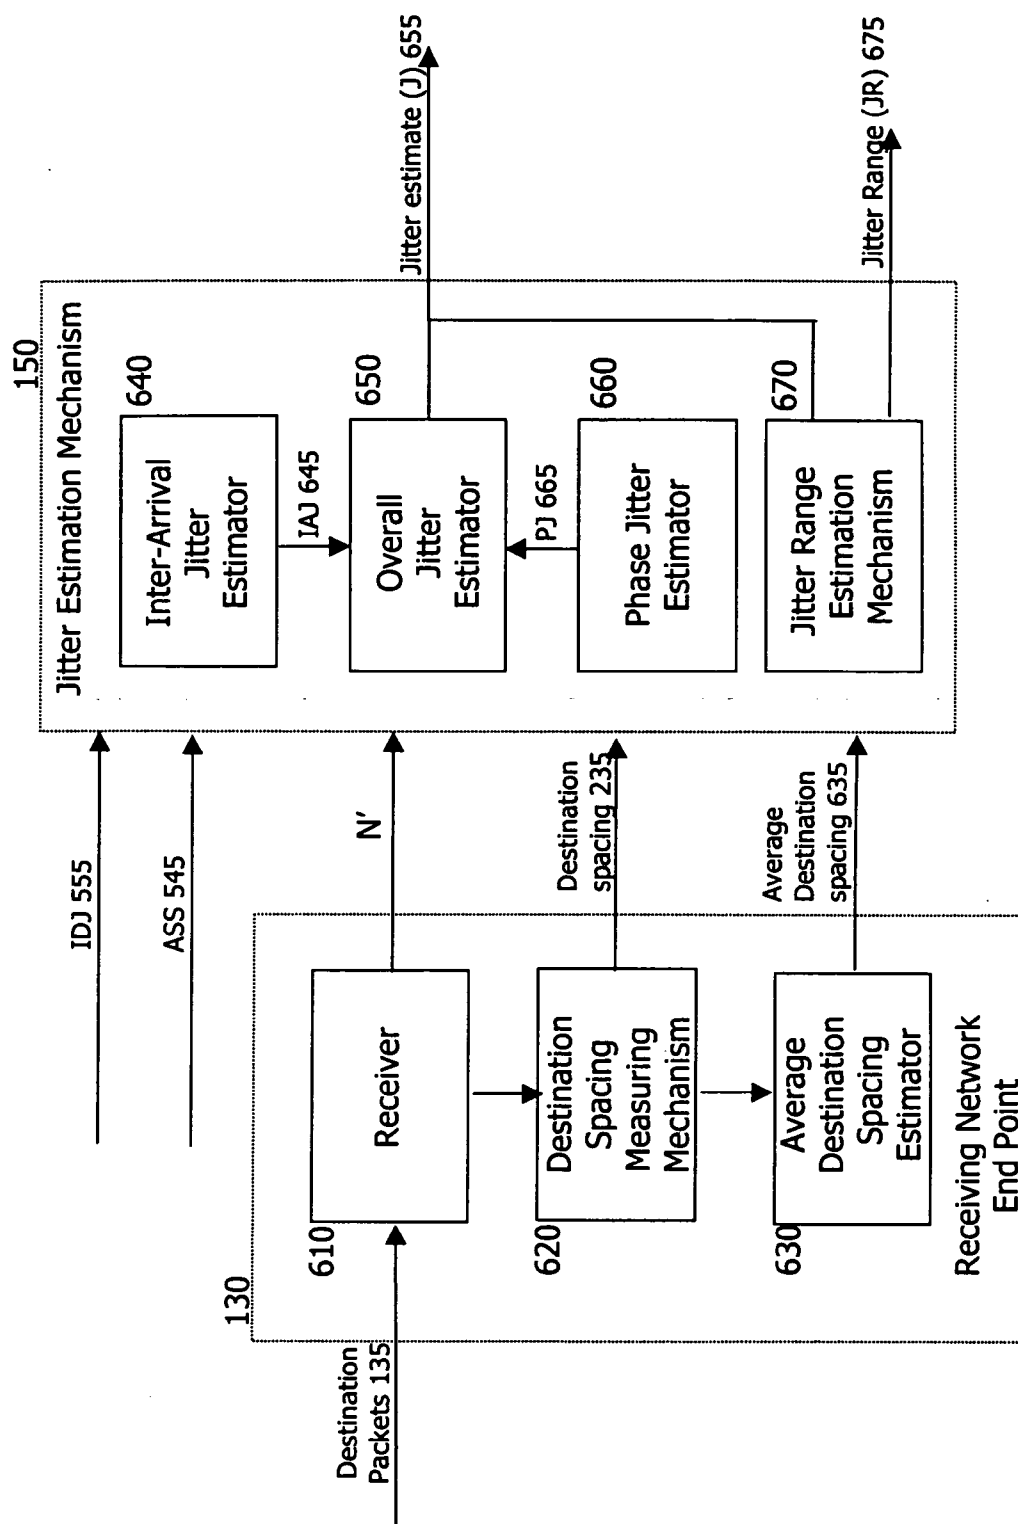 150
Jitter Estimation Mechanism
IDJ 555
ASS 545
640
Inter-Arrival
Jitter
Estimator
IAJ 645
650
Overall
Jitter
Estimator
Jitter estimate (J) 655
PJ 665
660
Phase Jitter
Estimator
670
Jitter Range
Estimation
Mechanism
Jitter Range (JR) 675
130
Destination
Packets 135
610
Receiver
N'
620
Destination
Spacing
Measuring
Mechanism
Destination
spacing 235
630
Average
Destination
Spacing
Estimator
Average
Destination
spacing 635
Receiving Network
End Point